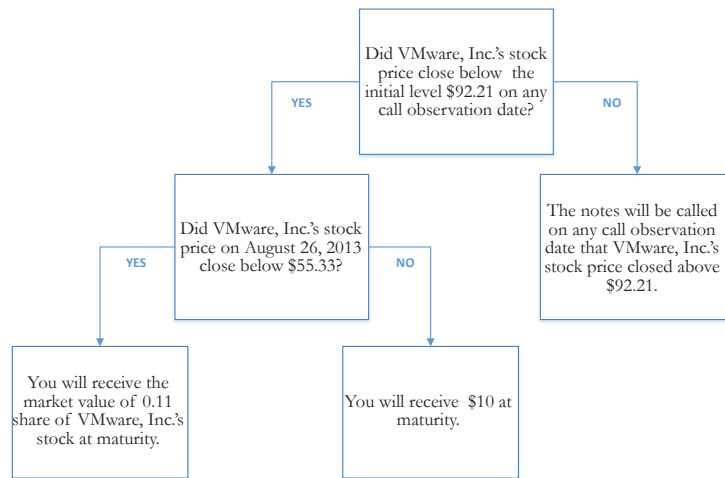 Did VMware, Inc.'s stock
price close below the
initial level $92.21 on any
call observation date?
YES
NO
Did VMware, Inc.'s stock
price on August 26, 2013
close below $55.33?
The notes will be called
on any call observation
date that VMware, Inc.'s
stock price closed above
$92.21.
YES
NO
You will receive the
market value of 0.11
share of VMware, Inc.'s
stock at maturity.
You will receive $10 at
maturity.